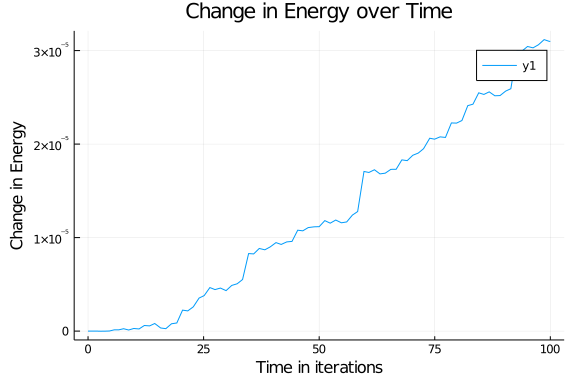 Change in Energy over Time
3×10⁻⁵
2×10⁻⁵
1×10⁻⁵
0
Change in Energy
y1
0 25 50 75 100
Time in iterations